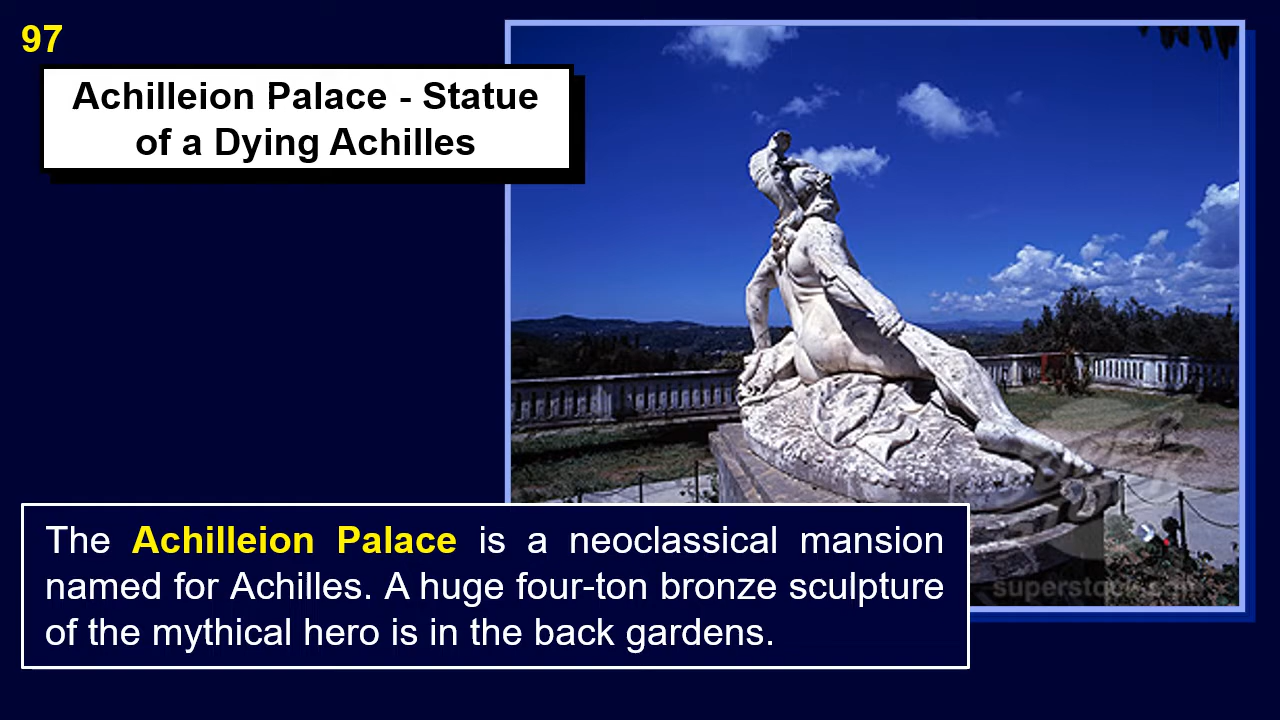 97
Achilleion Palace - Statue
of a Dying Achilles
The Achilleion Palace is a neoclassical mansion
named for Achilles. A huge four-ton bronze sculpture
of the mythical hero is in the back gardens.